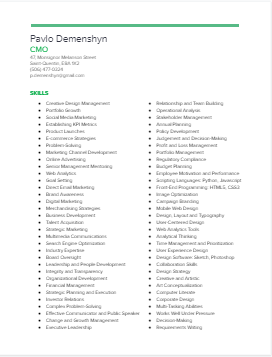 Pavlo Demenshyn
CMO
47, Monsignor Melanson Street
Saint-Quentin, E8A 1K2
(506) 477-0224
p.demenshyn@gmail.com
SKILLS
Creative Design Management
Portfolio Growth
Social Media Marketing
Establishing KPI Metrics
Product Launches
E-commerce Strategies
Problem Solving
Marketing Channel Development
Online Advertising
Senior Management Mentoring
Web Analytics
Goal Setting
Direct Email Marketing
Brand Awareness
Digital Marketing
Merchandising Strategies
Business Development
Talent Acquisition
Strategic Marketing
Multimedia Communications
Search Engine Optimization
Industry Expertise
Brand Oversight
Leadership and People Development
Integrity and Transparency
Organizational Development
Financial Management
Strategic Planning and Execution
Investor Relations
Complex Problem Solving
Effective Communicator and Public Speaker
Change and Growth Management
Executive Leadership
Relationship and Team Building
Operational Analysis
Stakeholder Management
Annual Planning
Policy Development
Judgement and Decision-Making
Profit and Loss Management
Portfolio Management
Regulatory Compliance
Budget Planning
Employee Motivation and Performance
Scripting Languages: Python, Javascript
Front-End Programming: HTML5, CSS3
Image Optimization
Campaign Branding
Mobile Web Design
Design, Layout, and Typography
User-Centered Design
Web Analytics Tools
Analytical Thinking
Time Management and Prioritization
User Experience Design
Design Software: Sketch, Photoshop
Collaboration Skills
Design Strategy
Creative and Artistic
Art Conceptualization
Computer Literate
Corporate Design
Multi-Tasking Abilities
Works Well Under Pressure
Decision-Making
Requirements Writing